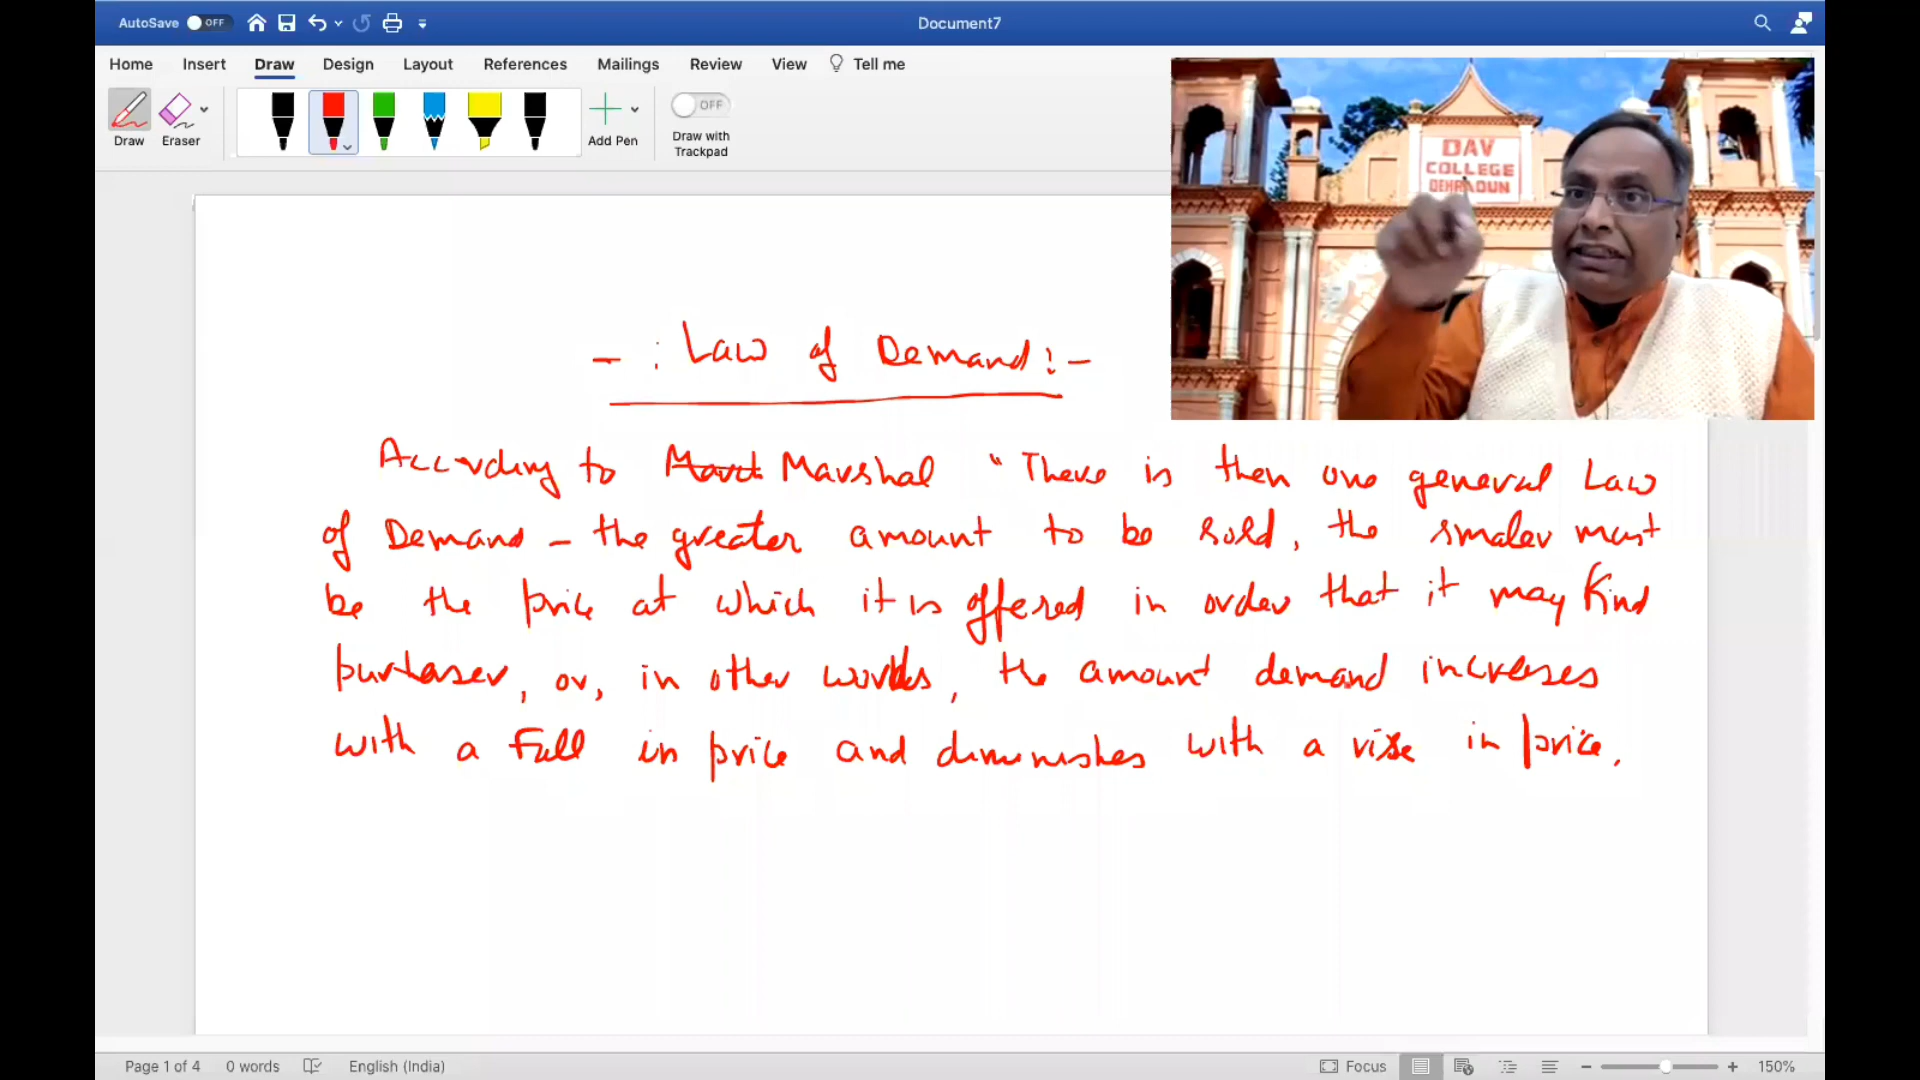 AutoSave OFF Document7
Home Insert Draw Design Layout References Mailings Review View Tell me
OFF
Draw Eraser Add Pen Draw with
Trackpad
DAV
COLLEGE
DEHRADUN
- : Law of Demand : -
According to Marshal "There is then one general Law
of Demand - the greater amount to be sold, the smaler must
be the price at which it is offered in order that it may find
purchaser, or, in other words, the amount demand increases
with a fall in price and diminishes with a rise in price.
Page 1 of 4 0 words English (India) Focus 150%